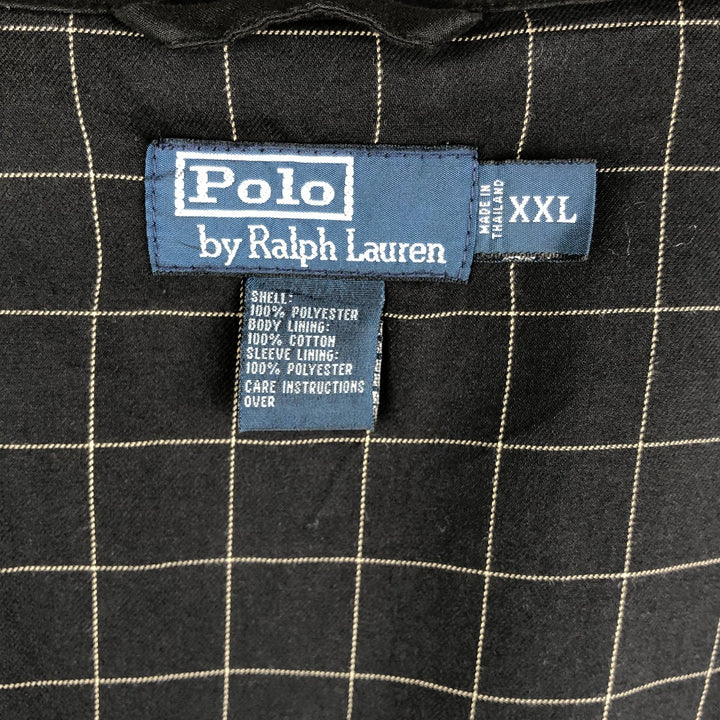 Polo
by Ralph Lauren
MADE IN
THAILAND
XXL
SHELL:
100% POLYESTER
BODY LINING:
100% COTTON
SLEEVE LINING:
100% POLYESTER
CARE INSTRUCTIONS
OVER